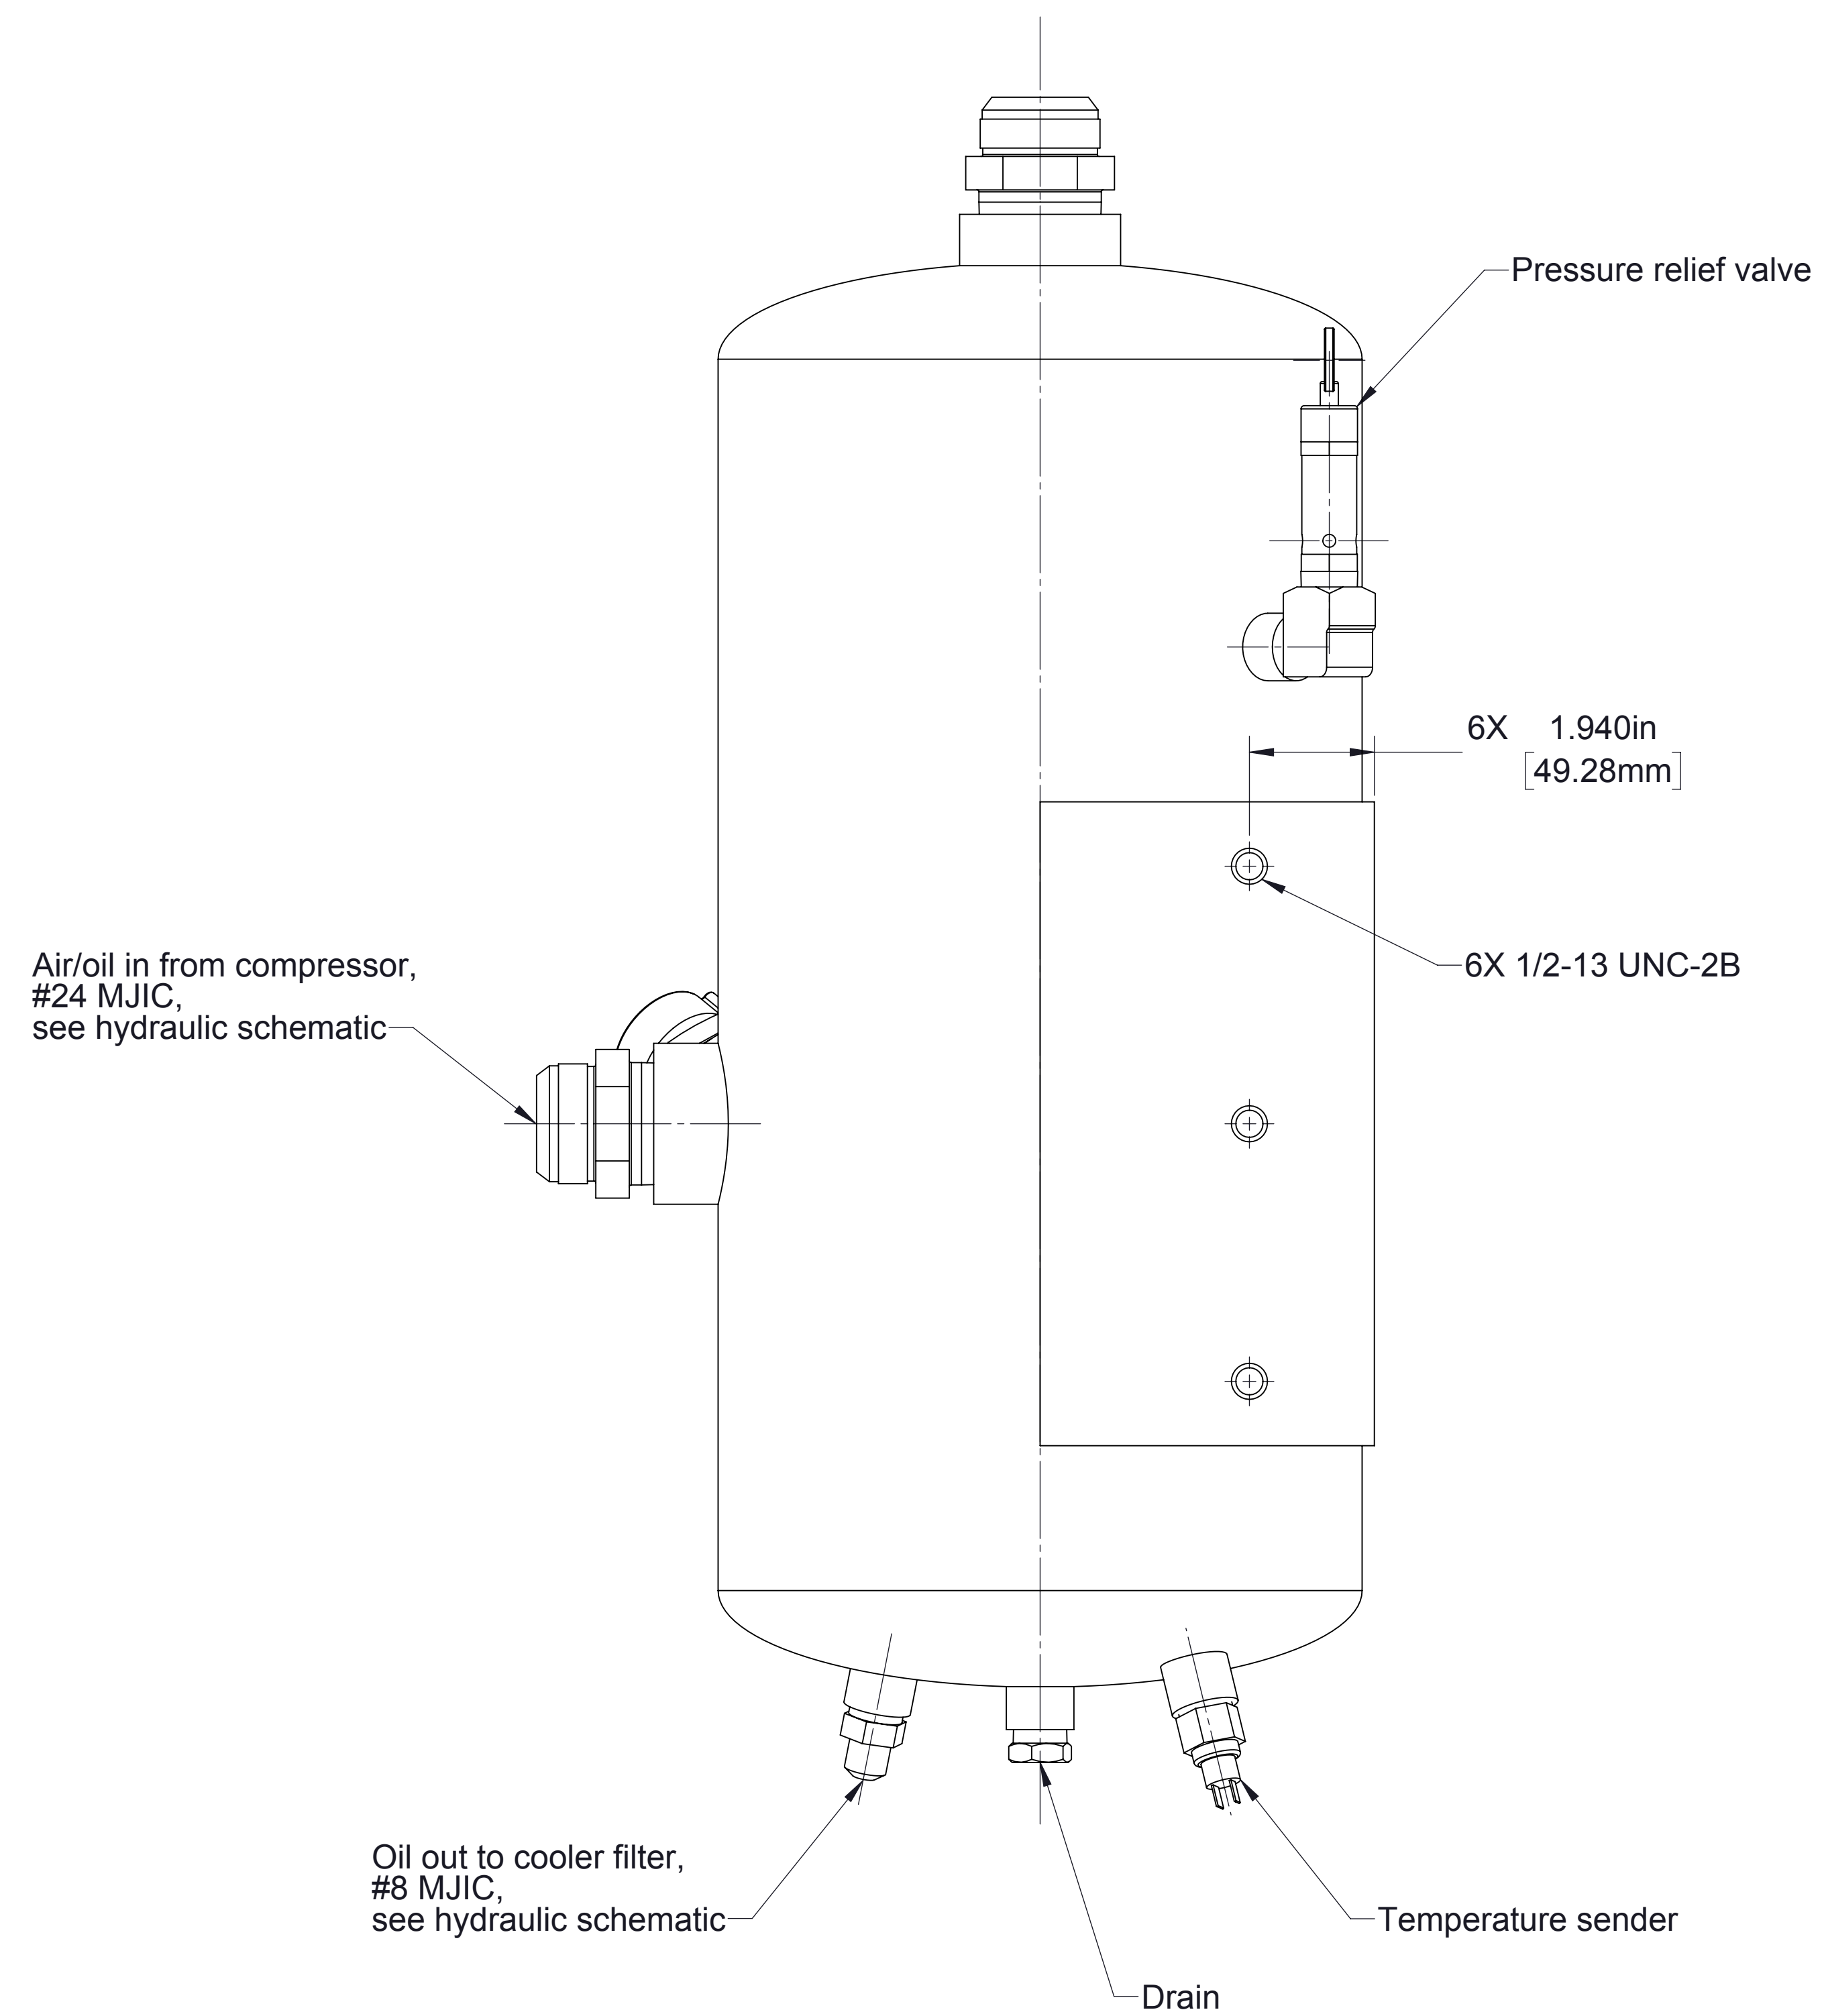 Pressure relief valve
6X 1.940in
[49.28mm]
Air/oil in from compressor,
#24 MJIC,
see hydraulic schematic
6X 1/2-13 UNC-2B
Oil out to cooler filter,
#8 MJIC,
see hydraulic schematic
Temperature sender
Drain